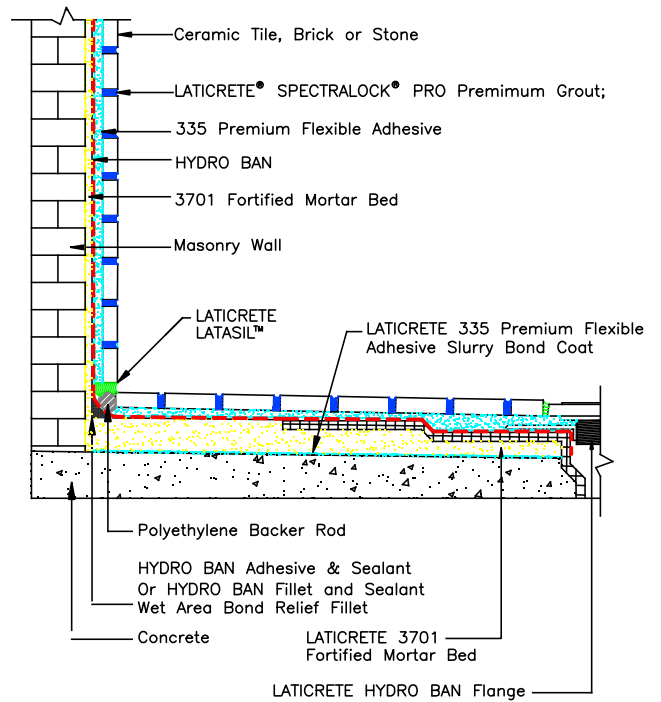 Ceramic Tile, Brick or Stone
LATICRETE® SPECTRALOCK® PRO Premimum Grout;
335 Premium Flexible Adhesive
HYDRO BAN
3701 Fortified Mortar Bed
Masonry Wall
LATICRETE
LATASIL™
LATICRETE 335 Premium Flexible
Adhesive Slurry Bond Coat
Polyethylene Backer Rod
HYDRO BAN Adhesive & Sealant
Or HYDRO BAN Fillet and Sealant
Wet Area Bond Relief Fillet
Concrete
LATICRETE 3701
Fortified Mortar Bed
LATICRETE HYDRO BAN Flange